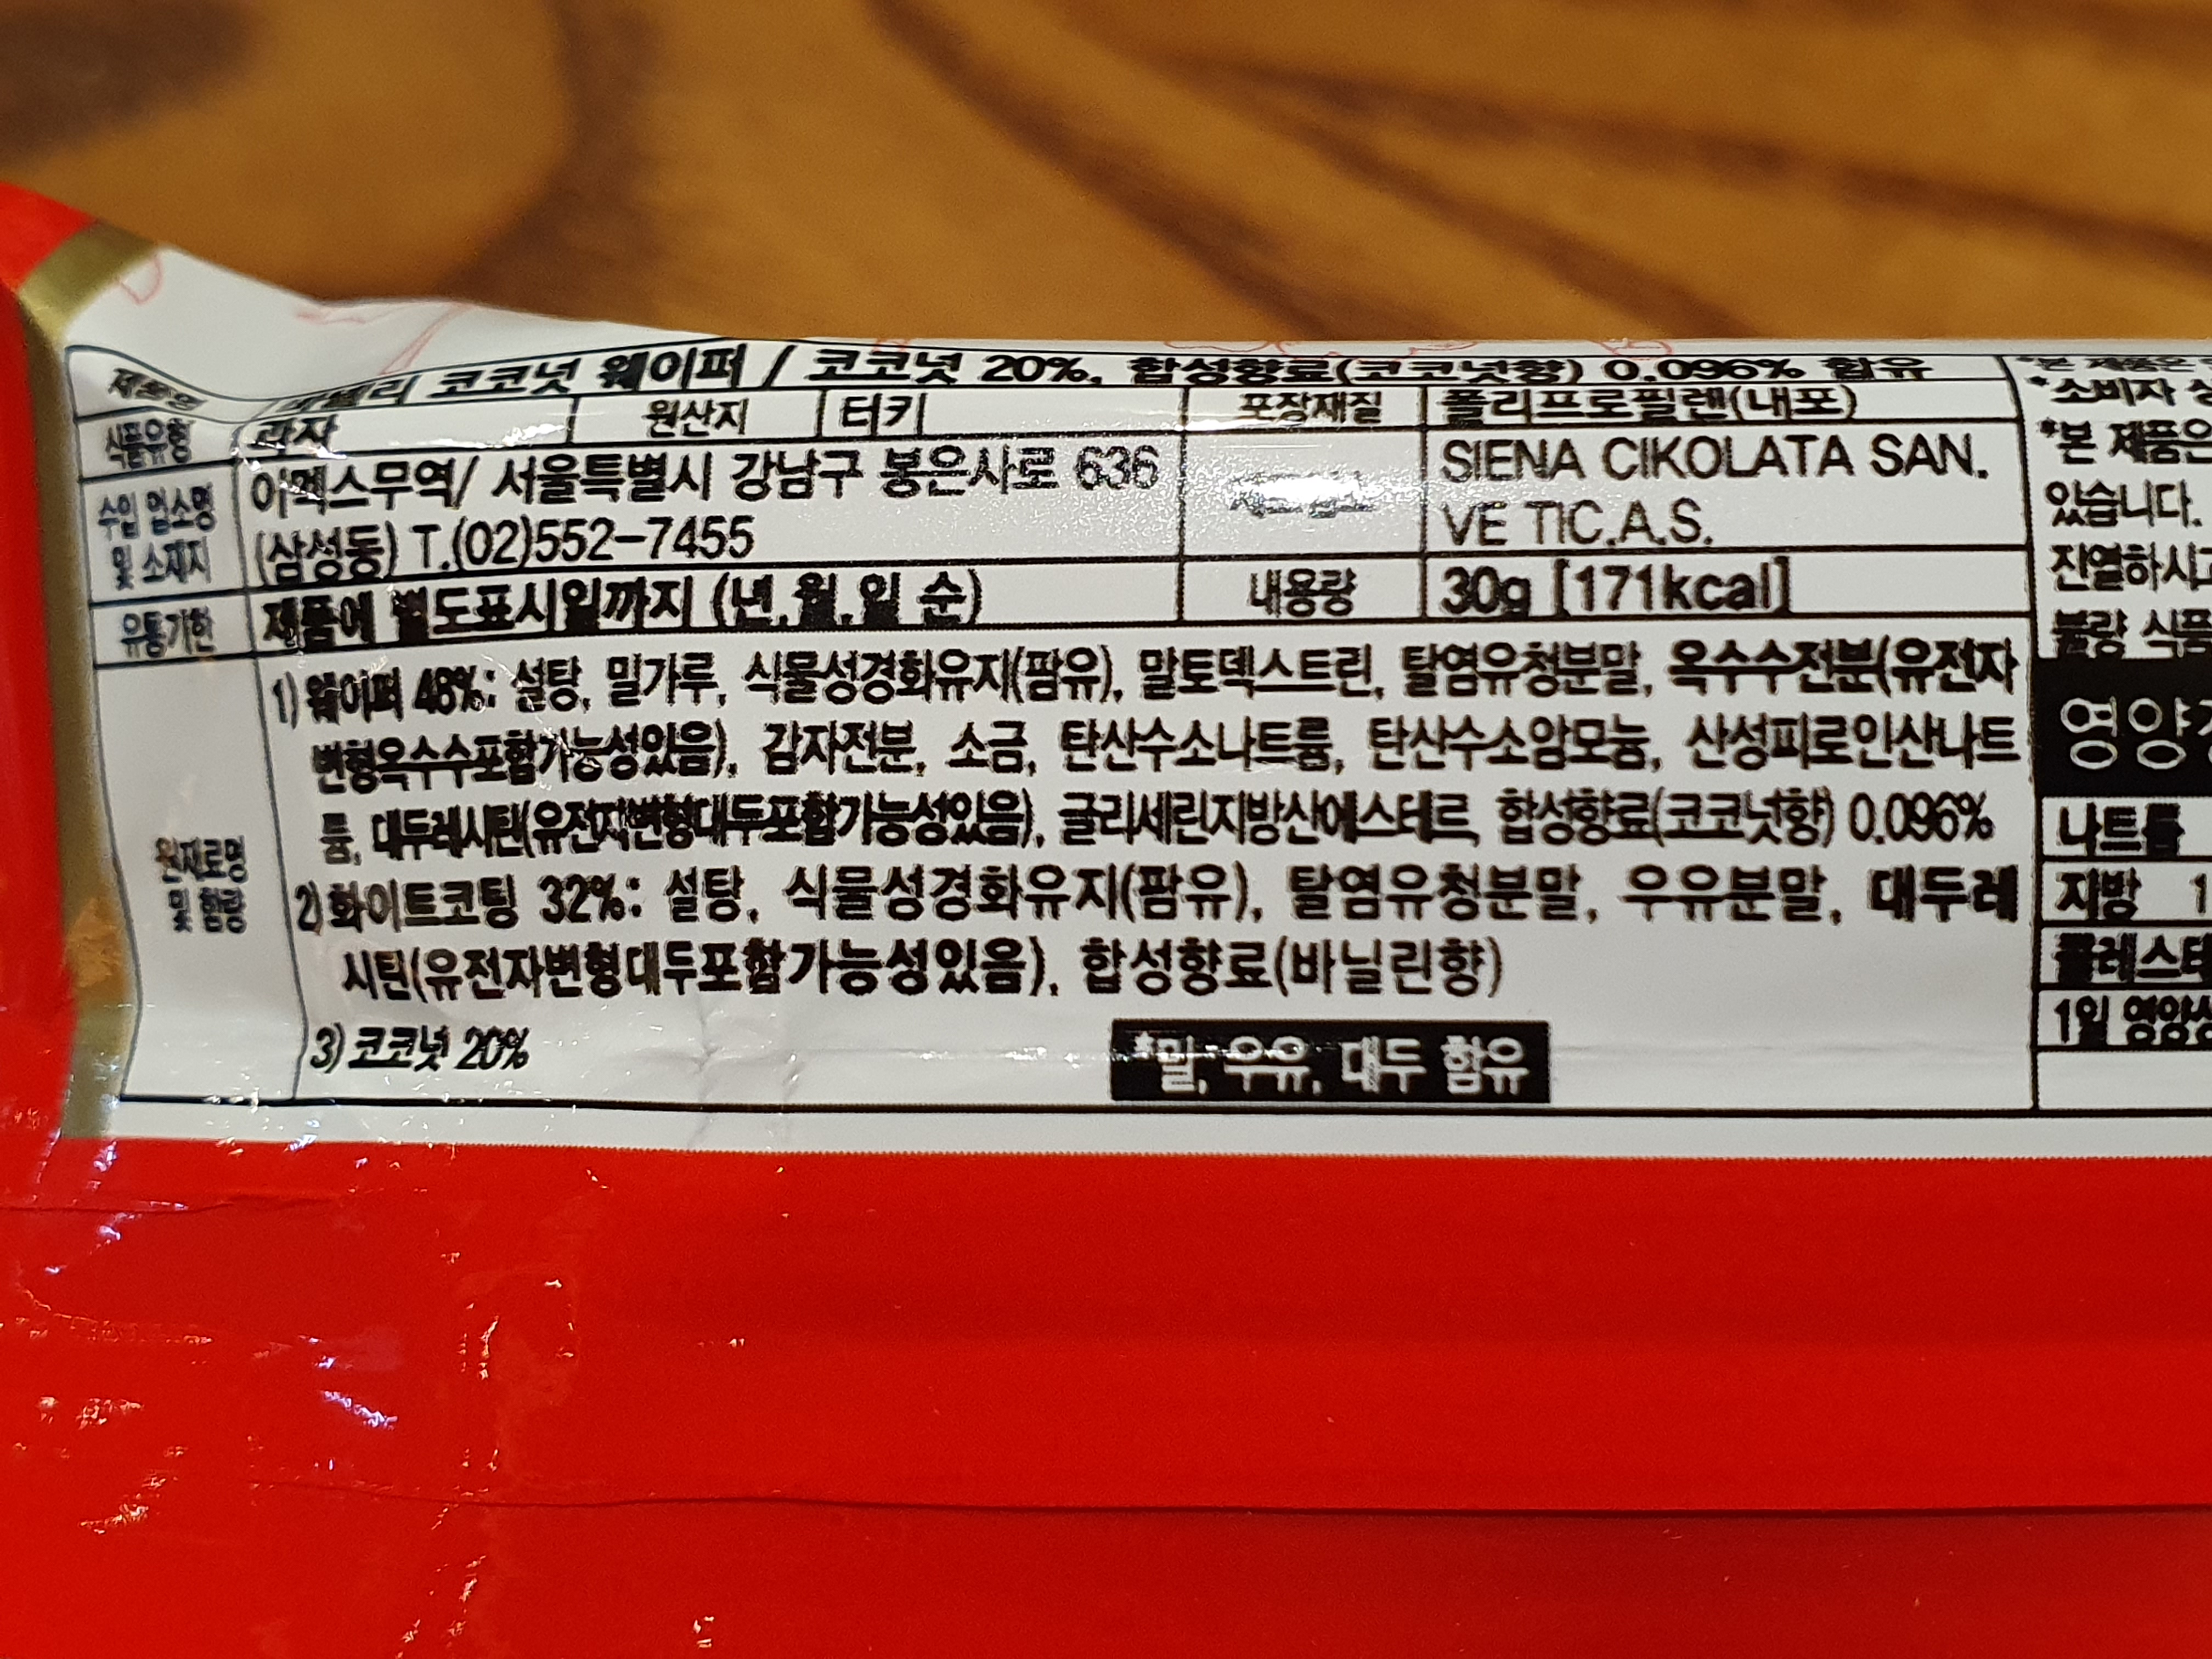 제품명 코코넛 웨이퍼 / 코코넛 20%, 합성향료(코코넛향) 0.096% 함유
식품유형 과자 원산지 터키 포장재질 폴리프로필렌(내포)
수입 업소명 및 소재지
아멕스무역/ 서울특별시 강남구 봉은사로 636
(삼성동) T.(02)552-7455
SIENA CIKOLATA SAN.
VE TIC.A.S.
유통기한 제품에 별도표시일까지 (년,월,일 순) 내용량 30g [171kcal]
원재료명 및 함량
1) 웨이퍼 48%: 설탕, 밀가루, 식물성경화유지(팜유), 말토덱스트린, 탈염유청분말, 옥수수전분(유전자
변형옥수수포함가능성있음), 감자전분, 소금, 탄산수소나트륨, 탄산수소암모늄, 산성피로인산나트
륨, 대두레시틴(유전자변형대두포함가능성있음), 글리세린지방산에스테르, 합성향료(코코넛향) 0.096%
2) 화이트코팅 32%: 설탕, 식물성경화유지(팜유), 탈염유청분말, 우유분말, 대두레
시틴(유전자변형대두포함가능성있음), 합성향료(바닐린향)
3) 코코넛 20%
*밀, 우유, 대두 함유
*소비자
*본 제품은
있습니다.
진열하시
불량 식품
영양
나트륨
지방 1
콜레스테
1일 영양